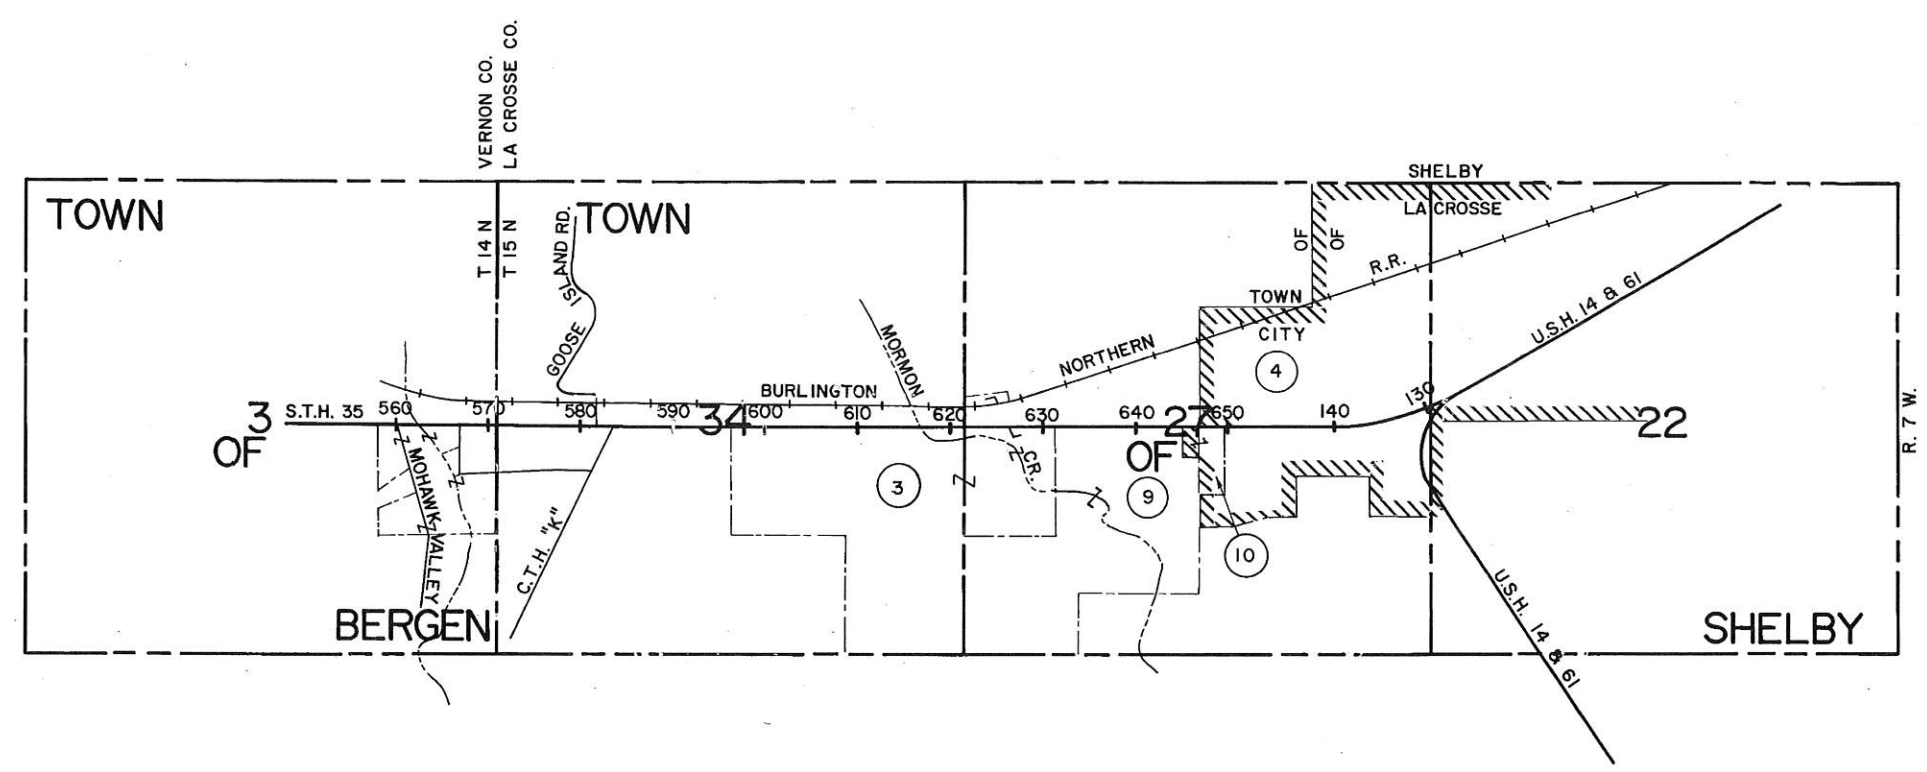 VERNON CO.
LA CROSSE CO.
SHELBY
LA CROSSE
TOWN
T 14 N
T 15 N
GOOSE ISLAND RD.
TOWN
OF
OF
R.R.
TOWN
CITY
U.S.H. 14 & 61
MORMON
NORTHERN
4
BURLINGTON
130
R. 7 W.
3
S.T.H. 35
560
570
580
590
34
600
610
620
630
640
27
650
140
22
OF
OF
MOHAWK VALLEY
C.T.H. "K"
3
CR.
9
10
U.S.H. 14 & 61
BERGEN
SHELBY